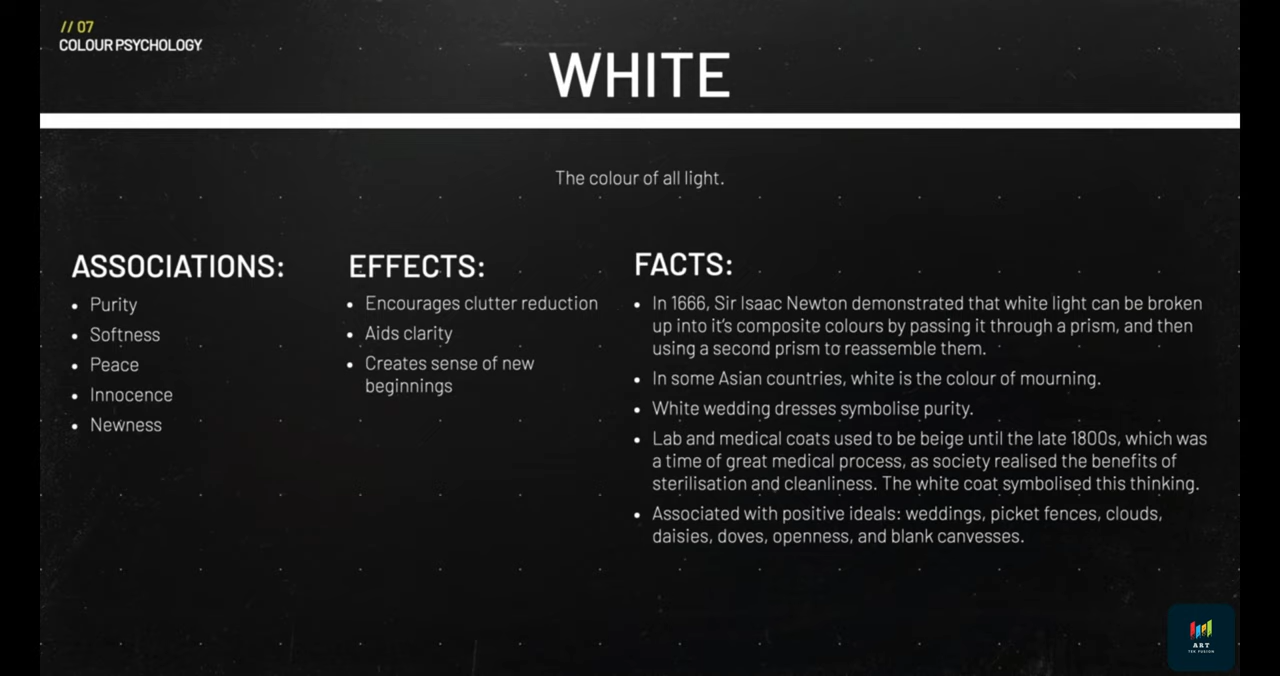 // 07
COLOUR PSYCHOLOGY
WHITE
The colour of all light.
ASSOCIATIONS:
• Purity
• Softness
• Peace
• Innocence
• Newness
EFFECTS:
• Encourages clutter reduction
• Aids clarity
• Creates sense of new
beginnings
FACTS:
• In 1666, Sir Isaac Newton demonstrated that white light can be broken
up into it's composite colours by passing it through a prism, and then
using a second prism to reassemble them.
• In some Asian countries, white is the colour of mourning.
• White wedding dresses symbolise purity.
• Lab and medical coats used to be beige until the late 1800s, which was
a time of great medical process, as society realised the benefits of
sterilisation and cleanliness. The white coat symbolised this thinking.
• Associated with positive ideals: weddings, picket fences, clouds,
daisies, doves, openness, and blank canvesses.
ART
TEK FUSION